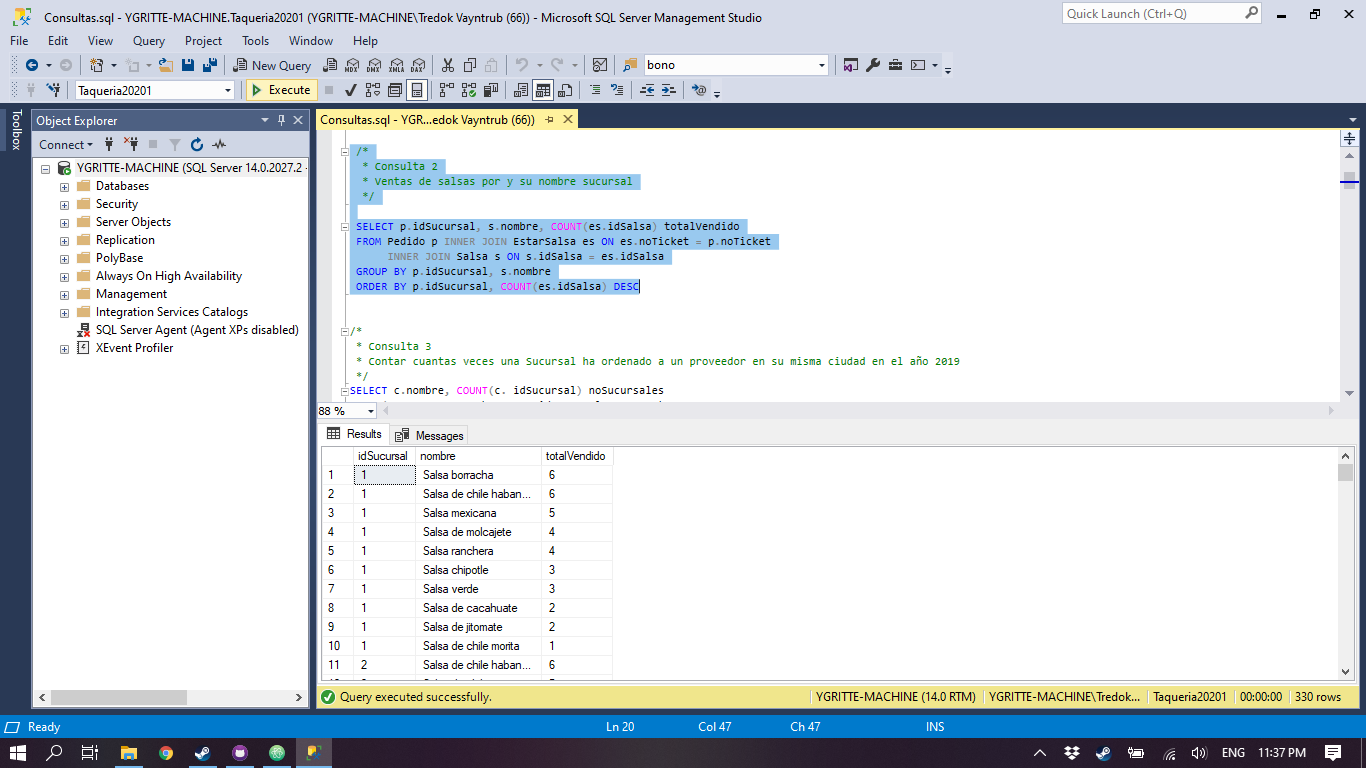 Consultas.sql - YGRITTE-MACHINE.Taqueria20201 (YGRITTE-MACHINE\Tredok Vayntrub (66)) - Microsoft SQL Server Management Studio
Quick Launch (Ctrl+Q)
File Edit View Query Project Tools Window Help
New Query
MDX DMX XMLA DAX
bono
Taqueria20201
Execute
Toolbox
Object Explorer
Connect
YGRITTE-MACHINE (SQL Server 14.0.2027.2 -
Databases
Security
Server Objects
Replication
PolyBase
Always On High Availability
Management
Integration Services Catalogs
SQL Server Agent (Agent XPs disabled)
XEvent Profiler
Consultas.sql - YGR...edok Vayntrub (66))
/*
* Consulta 2
* Ventas de salsas por y su nombre sucursal
*/
SELECT p.idSucursal, s.nombre, COUNT(es.idSalsa) totalVendido
FROM Pedido p INNER JOIN EstarSalsa es ON es.noTicket = p.noTicket
INNER JOIN Salsa s ON s.idSalsa = es.idSalsa
GROUP BY p.idSucursal, s.nombre
ORDER BY p.idSucursal, COUNT(es.idSalsa) DESC
/*
* Consulta 3
* Contar cuantas veces una Sucursal ha ordenado a un proveedor en su misma ciudad en el año 2019
*/
SELECT c.nombre, COUNT(c. idSucursal) noSucursales
88 %
Results Messages
idSucursal nombre totalVendido
1 1 Salsa borracha 6
2 1 Salsa de chile haban... 6
3 1 Salsa mexicana 5
4 1 Salsa de molcajete 4
5 1 Salsa ranchera 4
6 1 Salsa chipotle 3
7 1 Salsa verde 3
8 1 Salsa de cacahuate 2
9 1 Salsa de jitomate 2
10 1 Salsa de chile morita 1
11 2 Salsa de chile haban... 6
Query executed successfully.
YGRITTE-MACHINE (14.0 RTM) YGRITTE-MACHINE\Tredok... Taqueria20201 00:00:00 330 rows
Ready Ln 20 Col 47 Ch 47 INS
ENG 11:37 PM